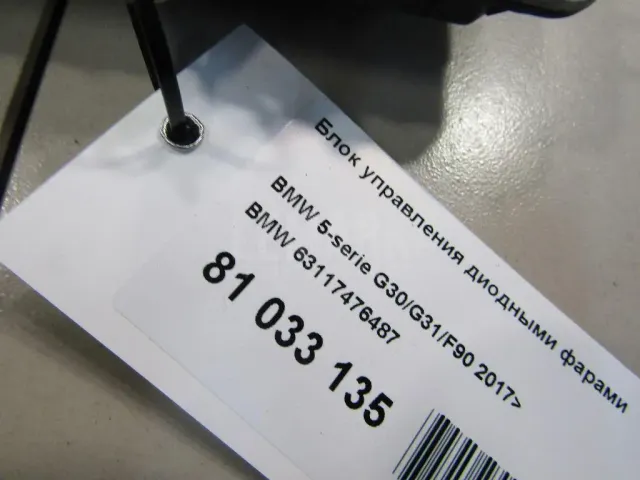 Блок управления диодными фарами
BMW 5-serie G30/G31/F90 2017>
BMW 63117476487
81 033 135